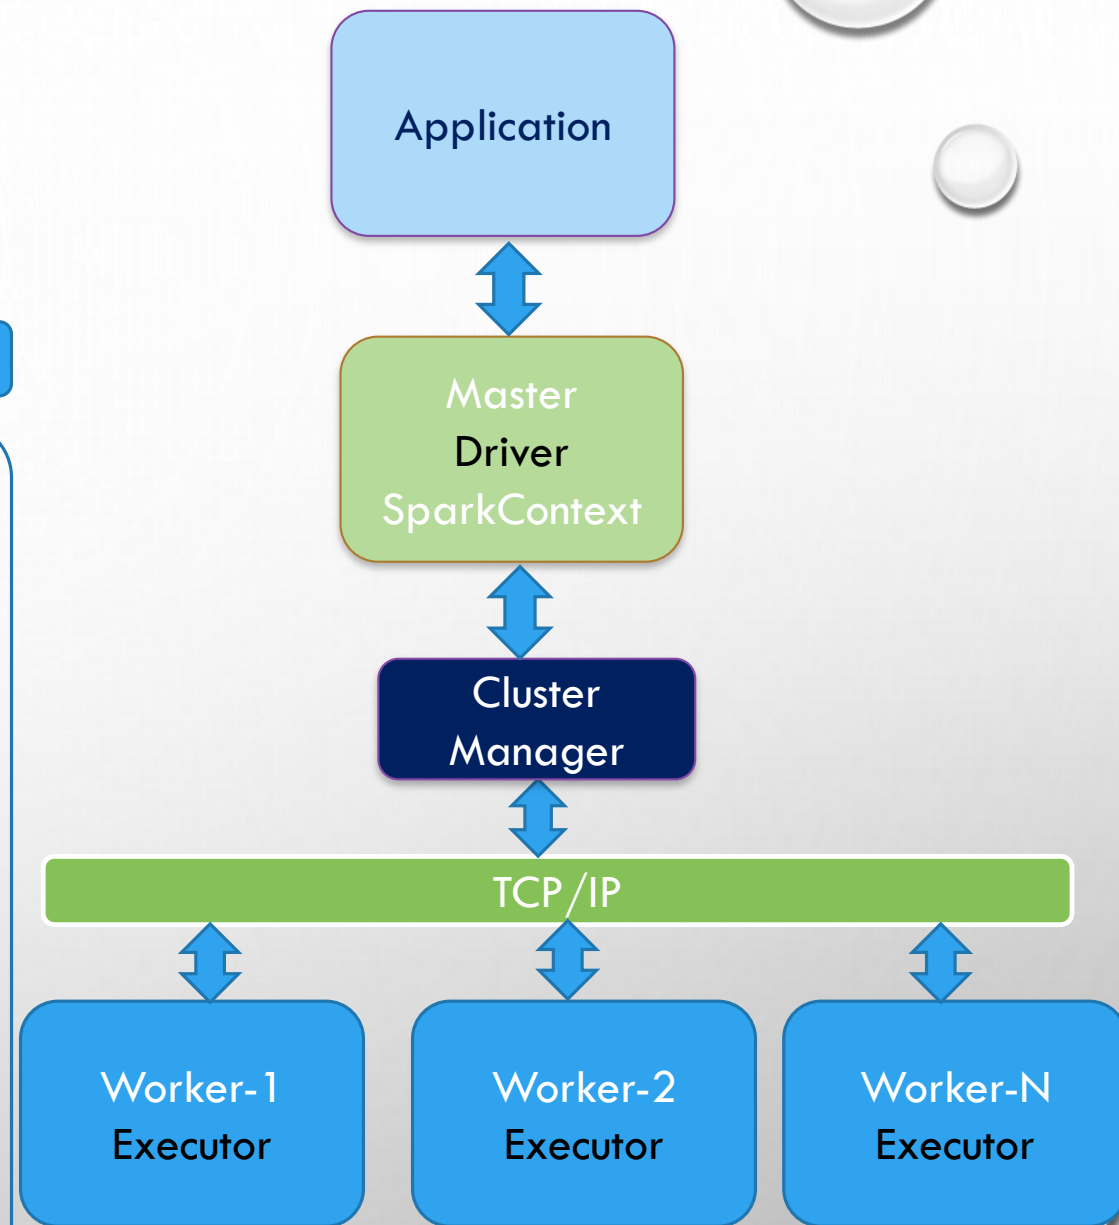 Application
Master
Driver
SparkContext
Cluster
Manager
TCP/IP
Worker-1
Executor
Worker-2
Executor
Worker-N
Executor